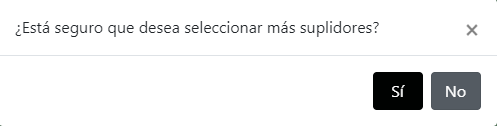 ¿Está seguro que desea seleccionar más suplidores?
×
Sí
No